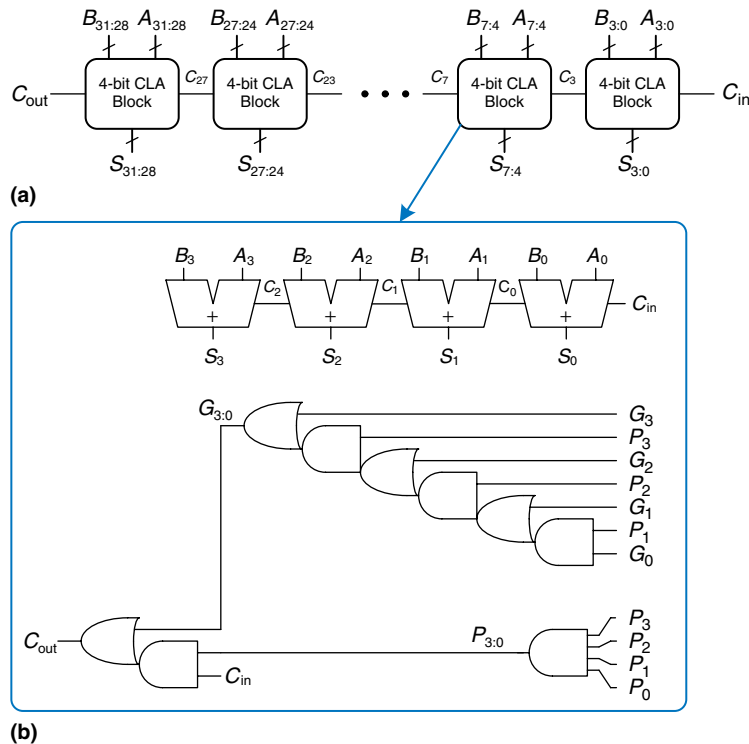 B31:28 A31:28 B27:24 A27:24 B7:4 A7:4 B3:0 A3:0
Cout 4-bit CLA Block C27 4-bit CLA Block C23 • • • C7 4-bit CLA Block C3 4-bit CLA Block Cin
S31:28 S27:24 S7:4 S3:0
(a)
B3 A3 B2 A2 B1 A1 B0 A0
C2 C1 C0
+ + + + Cin
S3 S2 S1 S0
G3:0 G3
P3
G2
P2
G1
P1
G0
P3:0 P3
Cout P2
P1
Cin P0
(b)